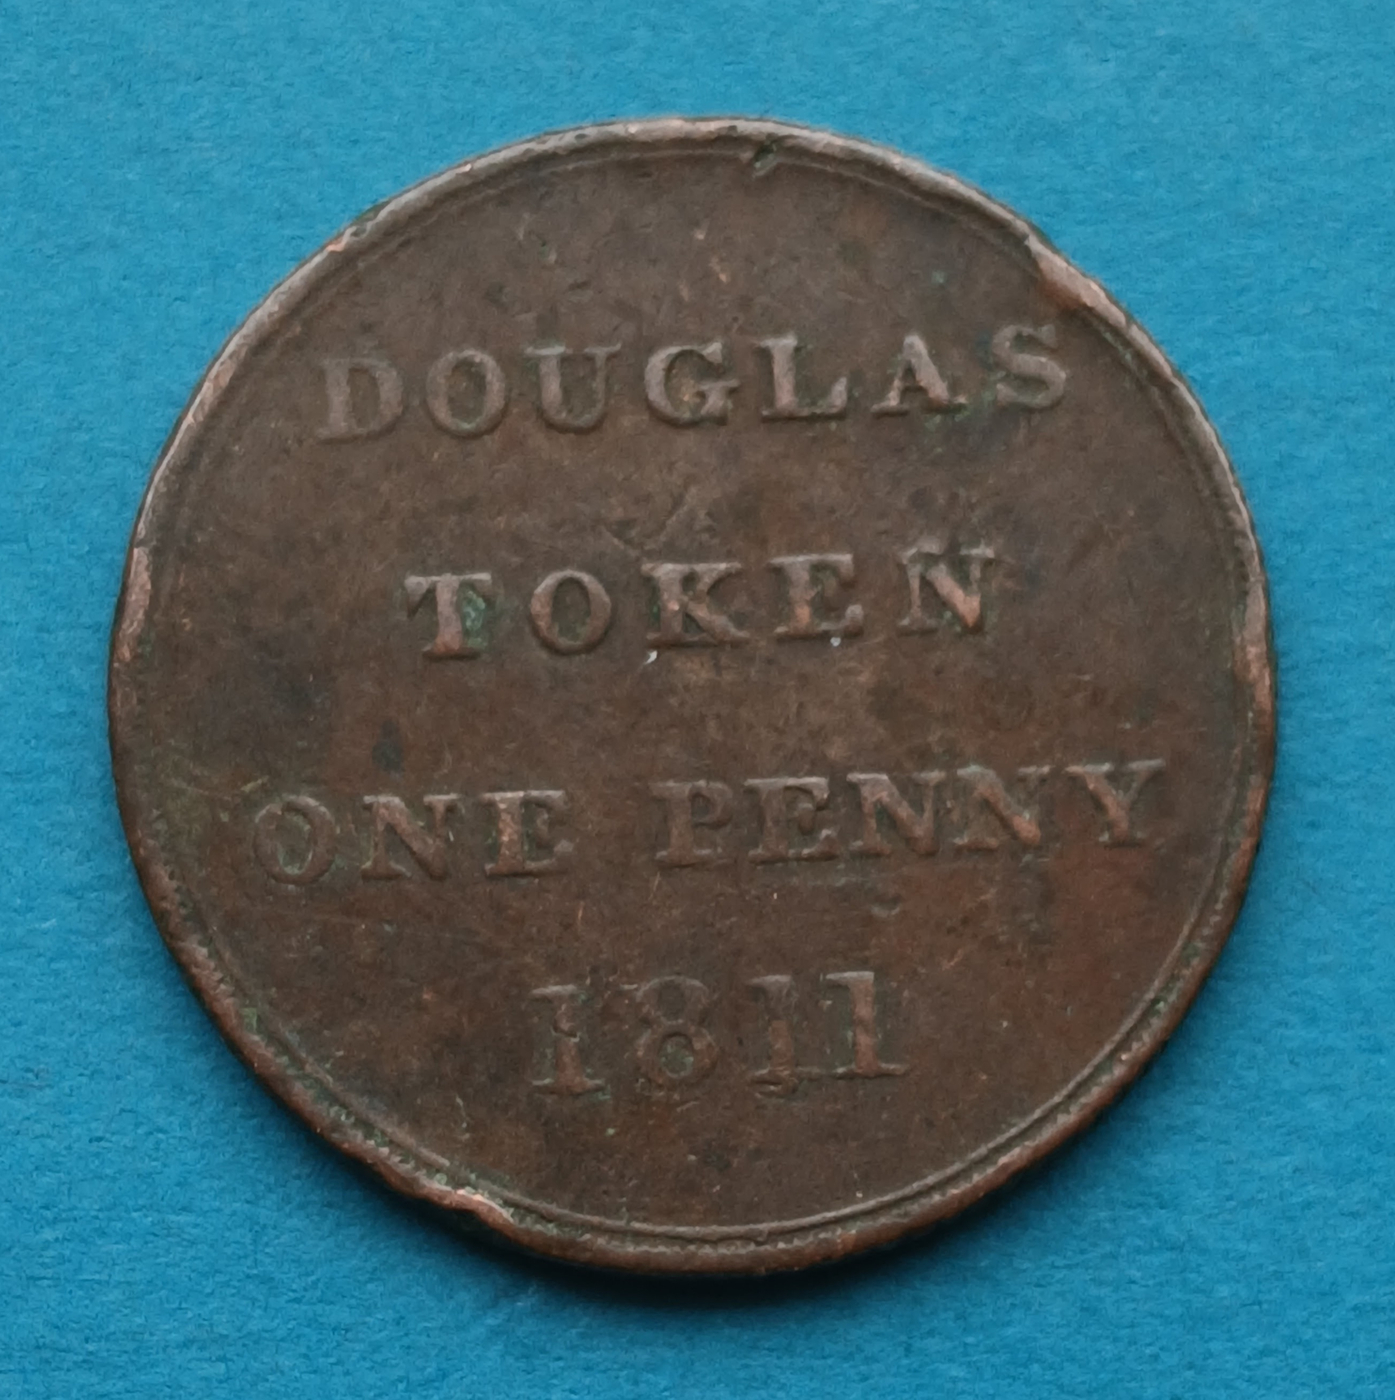 DOUGLAS
TOKEN
ONE PENNY
1811